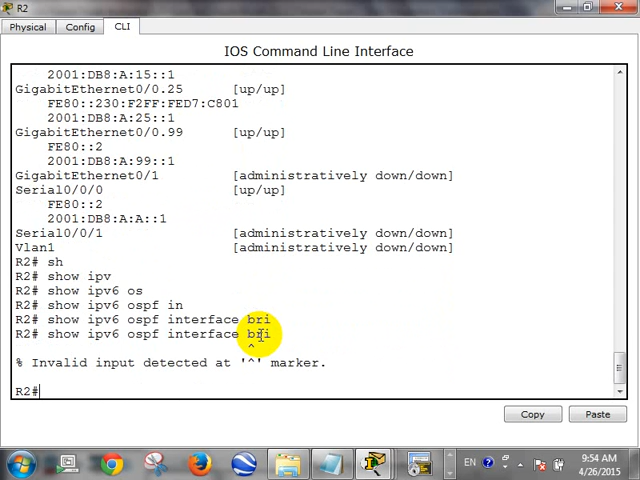 R2
Physical Config CLI
IOS Command Line Interface
2001:DB8:A:15::1
GigabitEthernet0/0.25 [up/up]
FE80::230:F2FF:FED7:C801
2001:DB8:A:25::1
GigabitEthernet0/0.99 [up/up]
FE80::2
2001:DB8:A:99::1
GigabitEthernet0/1 [administratively down/down]
Serial0/0/0 [up/up]
FE80::2
2001:DB8:A:A::1
Serial0/0/1 [administratively down/down]
Vlan1 [administratively down/down]
R2# sh
R2# show ipv
R2# show ipv6 os
R2# show ipv6 ospf in
R2# show ipv6 ospf interface bri
R2# show ipv6 ospf interface bri
^
% Invalid input detected at '^' marker.
R2#
Copy Paste
EN 9:54 AM
4/26/2015